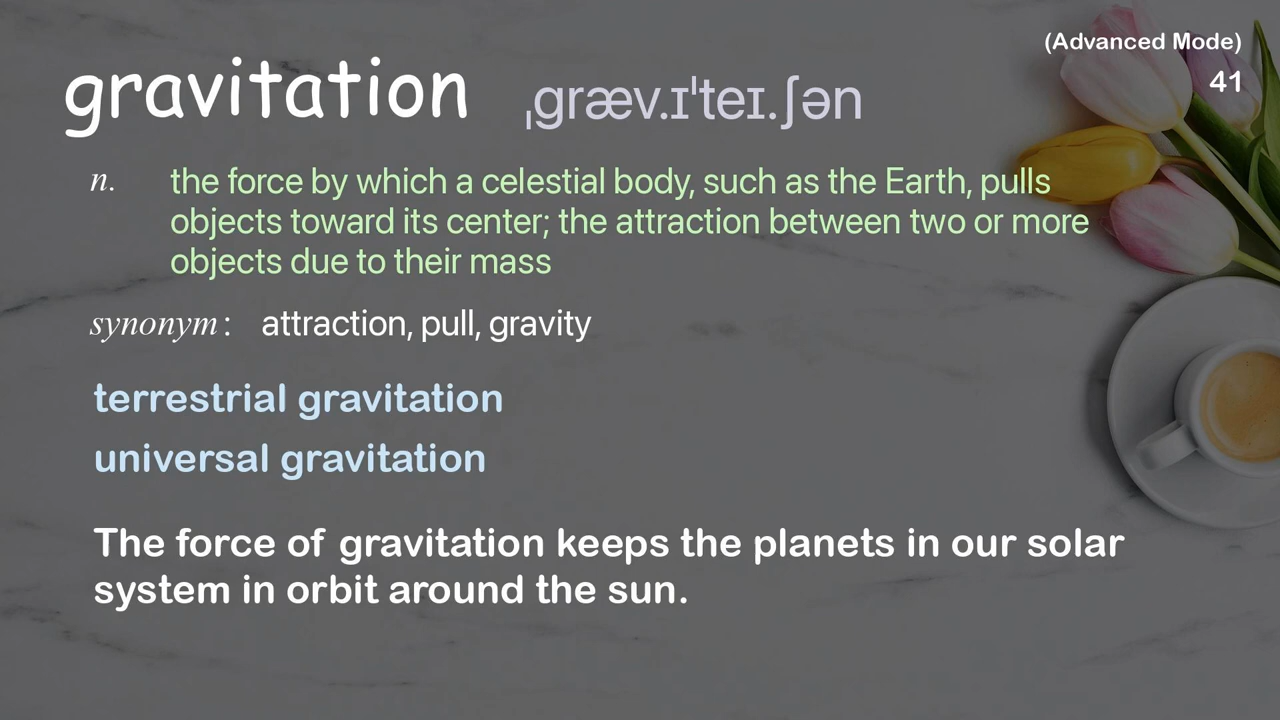 (Advanced Mode)
41
gravitation ˌɡræv.ɪˈteɪ.ʃən
n. the force by which a celestial body, such as the Earth, pulls
objects toward its center; the attraction between two or more
objects due to their mass
synonym: attraction, pull, gravity
terrestrial gravitation
universal gravitation
The force of gravitation keeps the planets in our solar
system in orbit around the sun.